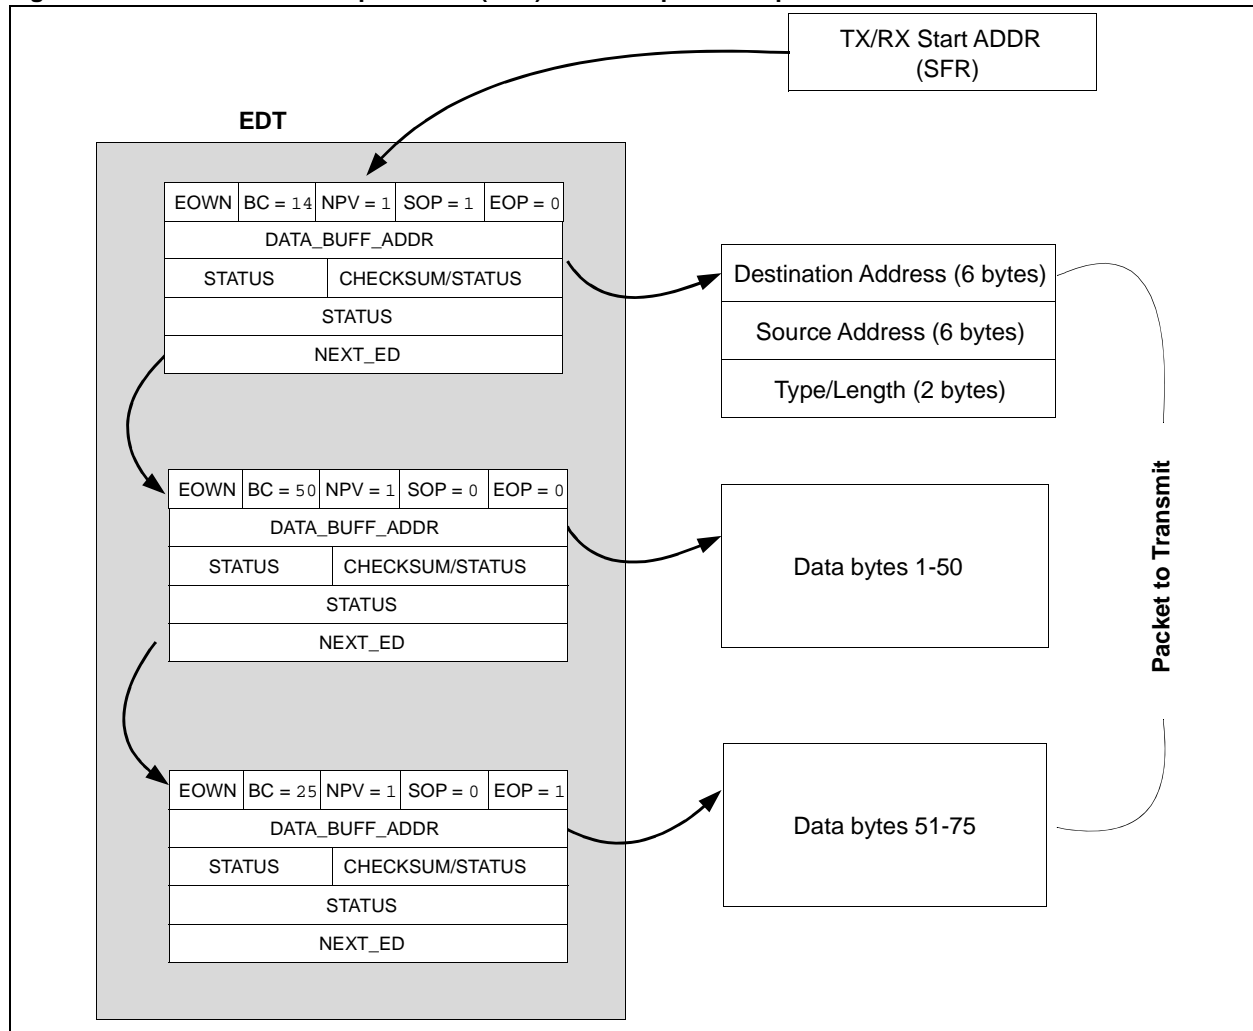 TX/RX Start ADDR
(SFR)
EDT
EOWN BC = 14 NPV = 1 SOP = 1 EOP = 0
DATA_BUFF_ADDR
STATUS CHECKSUM/STATUS
STATUS
NEXT_ED
Destination Address (6 bytes)
Source Address (6 bytes)
Type/Length (2 bytes)
EOWN BC = 50 NPV = 1 SOP = 0 EOP = 0
DATA_BUFF_ADDR
STATUS CHECKSUM/STATUS
STATUS
NEXT_ED
Data bytes 1-50
Packet to Transmit
EOWN BC = 25 NPV = 1 SOP = 0 EOP = 1
DATA_BUFF_ADDR
STATUS CHECKSUM/STATUS
STATUS
NEXT_ED
Data bytes 51-75